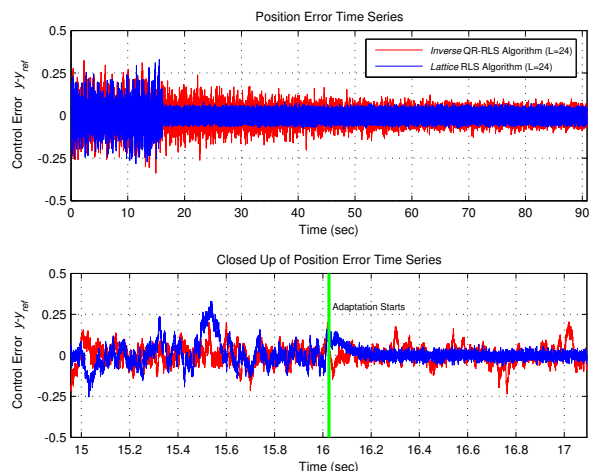 Position Error Time Series
0.5
0.25
0
-0.25
-0.5
Control Error y-y_ref
Inverse QR-RLS Algorithm (L=24)
Lattice RLS Algorithm (L=24)
0 10 20 30 40 50 60 70 80 90
Time (sec)
Closed Up of Position Error Time Series
0.5
0.25
0
-0.25
-0.5
Control Error y-y_ref
Adaptation Starts
15 15.2 15.4 15.6 15.8 16 16.2 16.4 16.6 16.8 17
Time (sec)